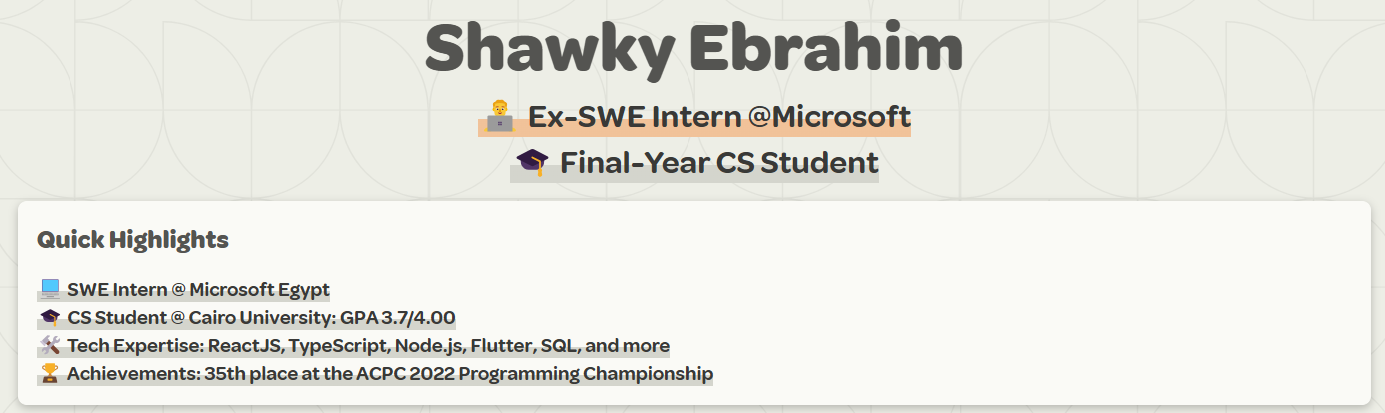 Shawky Ebrahim
Ex-SWE Intern @Microsoft
Final-Year CS Student
Quick Highlights
SWE Intern @ Microsoft Egypt
CS Student @ Cairo University: GPA 3.7/4.00
Tech Expertise: ReactJS, TypeScript, Node.js, Flutter, SQL, and more
Achievements: 35th place at the ACPC 2022 Programming Championship